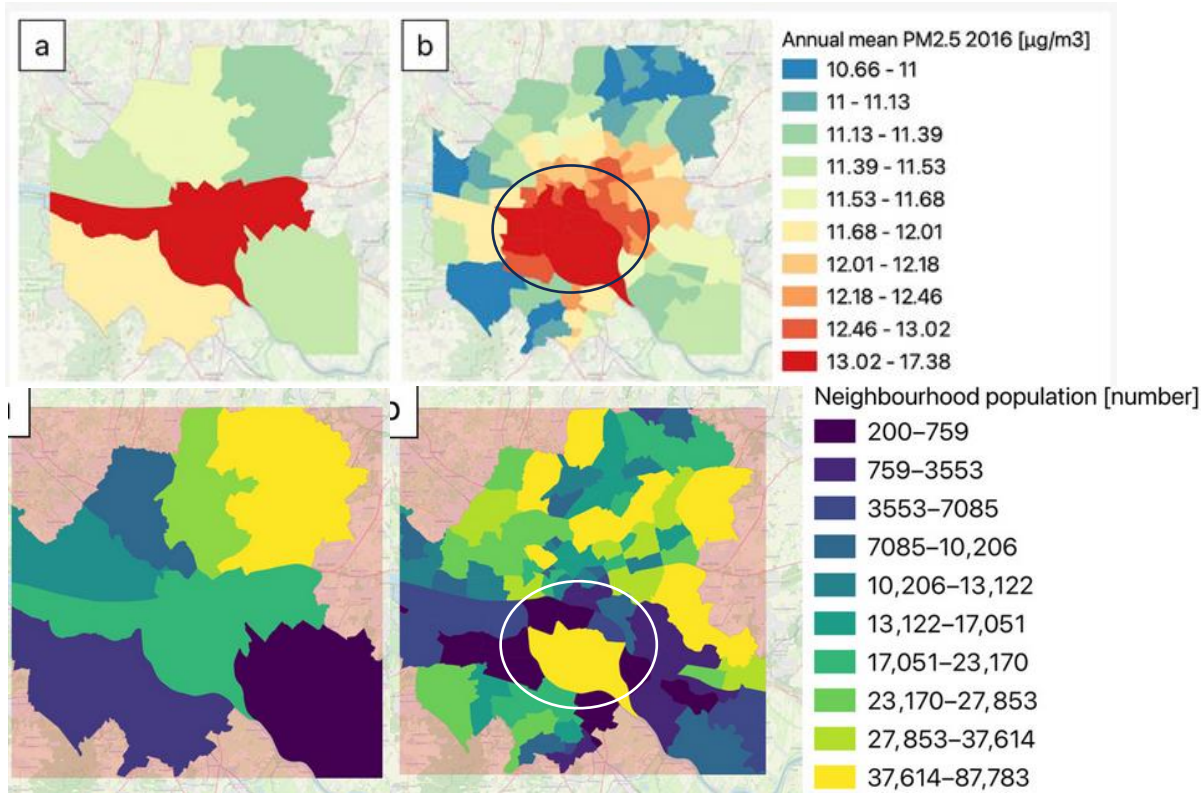 a
b
Annual mean PM2.5 2016 [µg/m3]
10.66 - 11
11 - 11.13
11.13 - 11.39
11.39 - 11.53
11.53 - 11.68
11.68 - 12.01
12.01 - 12.18
12.18 - 12.46
12.46 - 13.02
13.02 - 17.38
Neighbourhood population [number]
200–759
759–3553
3553–7085
7085–10,206
10,206–13,122
13,122–17,051
17,051–23,170
23,170–27,853
27,853–37,614
37,614–87,783